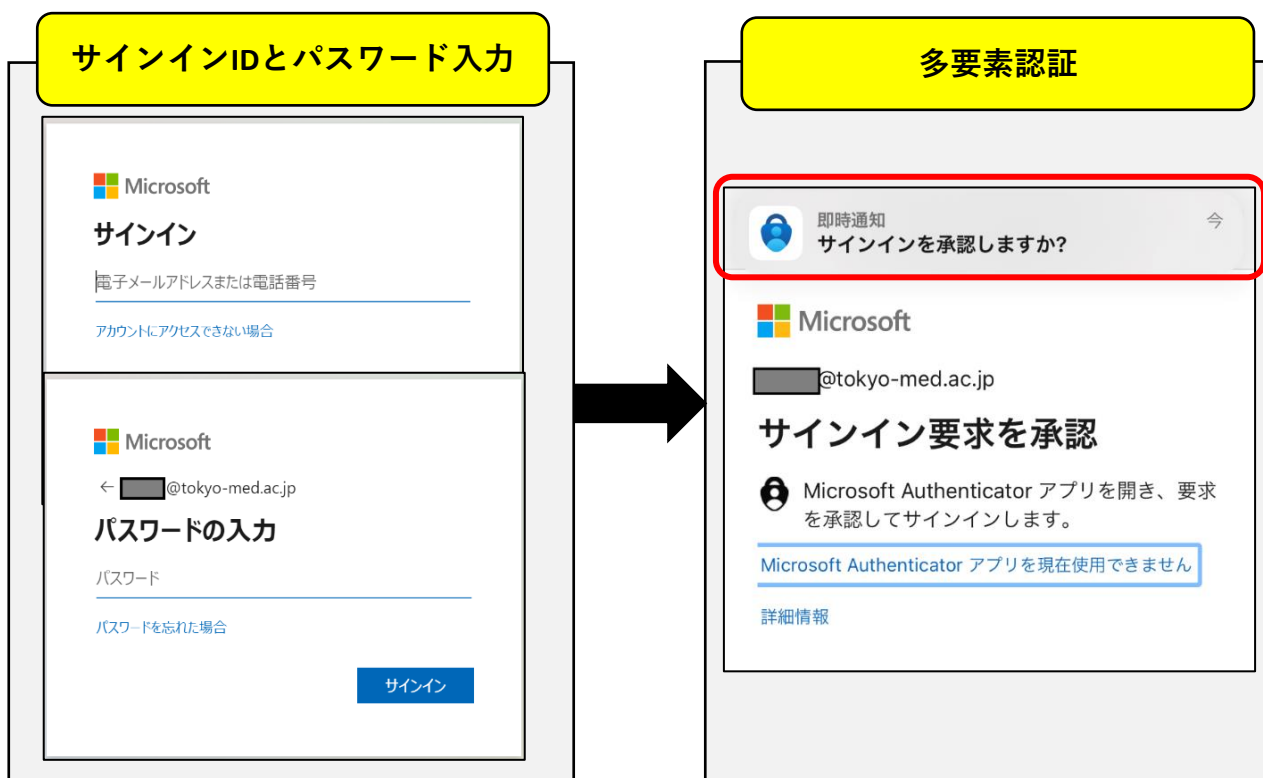 サインインIDとパスワード入力
Microsoft
サインイン
電子メールアドレスまたは電話番号
アカウントにアクセスできない場合
Microsoft
← @tokyo-med.ac.jp
パスワードの入力
パスワード
パスワードを忘れた場合
サインイン
多要素認証
即時通知
今
サインインを承認しますか?
Microsoft
@tokyo-med.ac.jp
サインイン要求を承認
Microsoft Authenticator アプリを開き、要求
を承認してサインインします。
Microsoft Authenticator アプリを現在使用できません
詳細情報